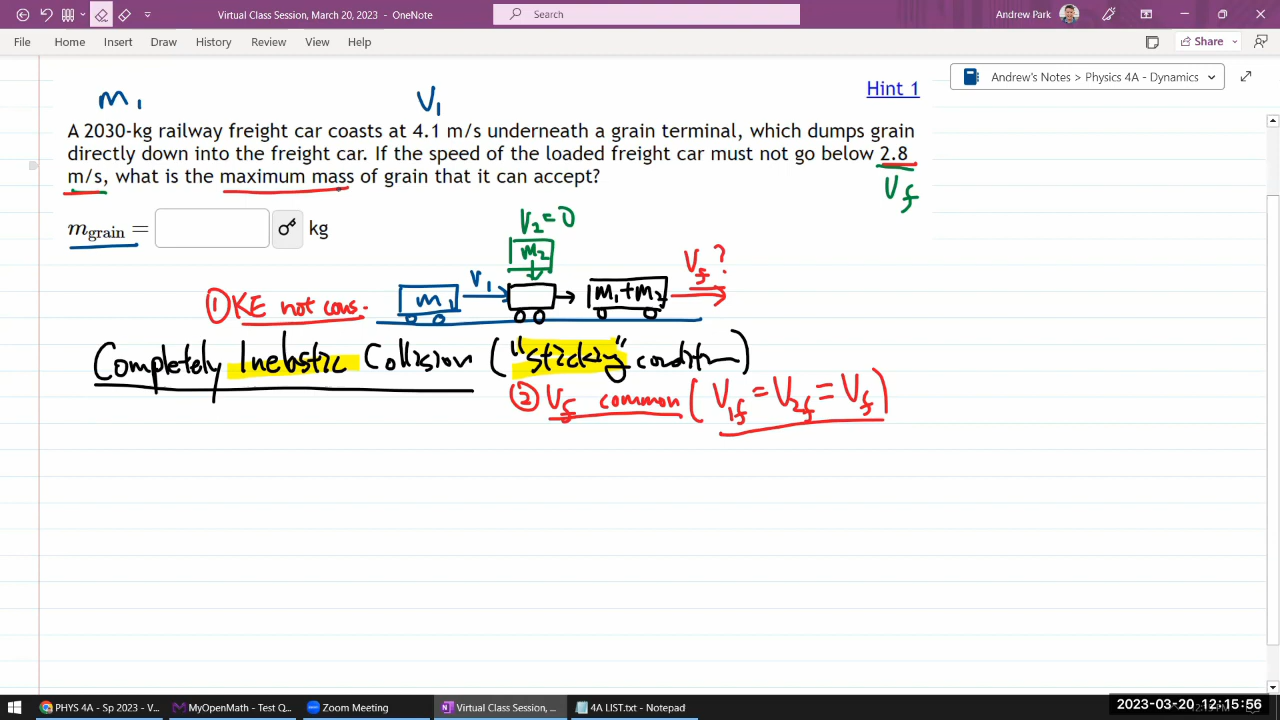 Virtual Class Session, March 20, 2023 - OneNote
Search
Andrew Park
File Home Insert Draw History Review View Help
Share
Andrew's Notes > Physics 4A - Dynamics
Hint 1
m₁ V₁
A 2030-kg railway freight car coasts at 4.1 m/s underneath a grain terminal, which dumps grain
directly down into the freight car. If the speed of the loaded freight car must not go below 2.8
m/s, what is the maximum mass of grain that it can accept?
Vf
m grain = kg
V₂=0
m₂
① KE not cons.
m₁ V₁ m₁+m₂ Vf ?
Completely Inelastic Collision ("sticky" condition)
② Vf common (V1f = V2f = Vf)
PHYS 4A - Sp 2023 - V... MyOpenMath - Test Q... Zoom Meeting Virtual Class Session, ... 4A LIST.txt - Notepad
2023-03-20 12:15:56